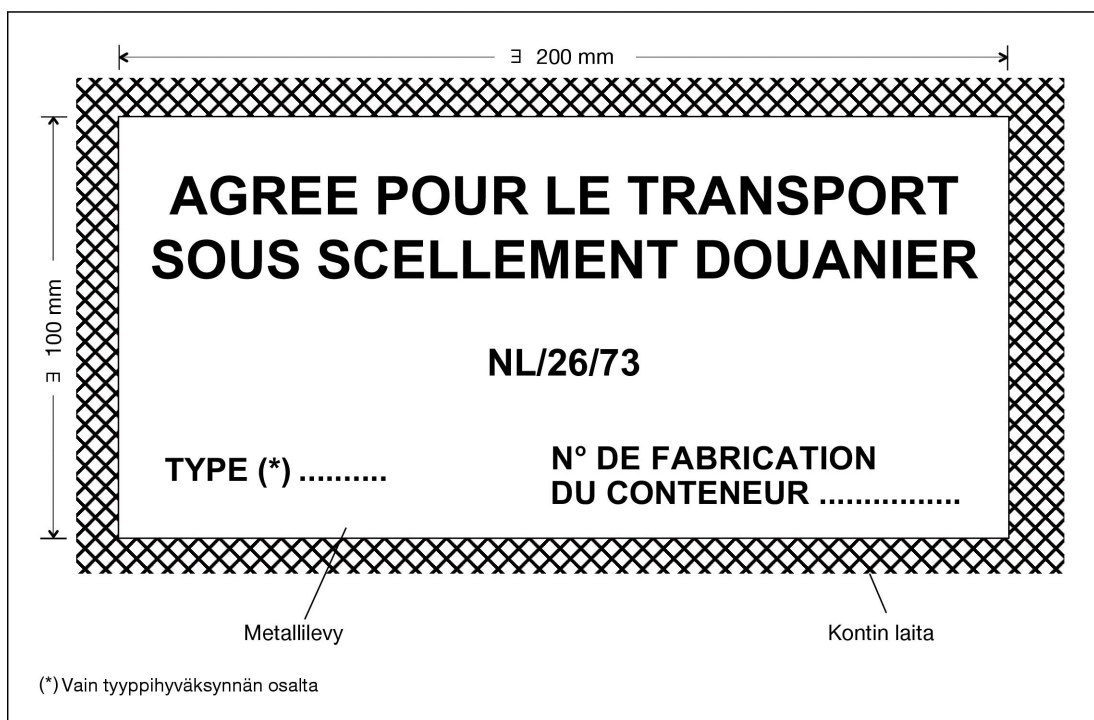 ∃ 200 mm
∃ 100 mm
AGREE POUR LE TRANSPORT
SOUS SCELLEMENT DOUANIER
NL/26/73
TYPE (*) ..........
N° DE FABRICATION
DU CONTENEUR ................
Metallilevy
Kontin laita
(*) Vain tyyppihyväksynnän osalta